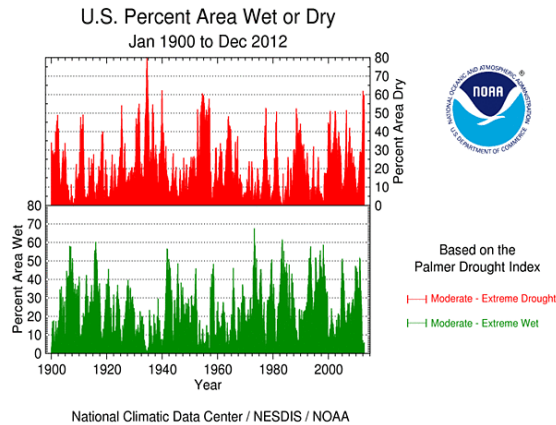 U.S. Percent Area Wet or Dry
Jan 1900 to Dec 2012
80
70
60
50
40
30
20
10
0
Percent Area Dry
NATIONAL OCEANIC AND ATMOSPHERIC ADMINISTRATION
NOAA
®
U.S. DEPARTMENT OF COMMERCE
80
70
60
50
40
30
20
10
0
Percent Area Wet
1900 1920 1940 1960 1980 2000
Year
Based on the
Palmer Drought Index
Moderate - Extreme Drought
Moderate - Extreme Wet
National Climatic Data Center / NESDIS / NOAA